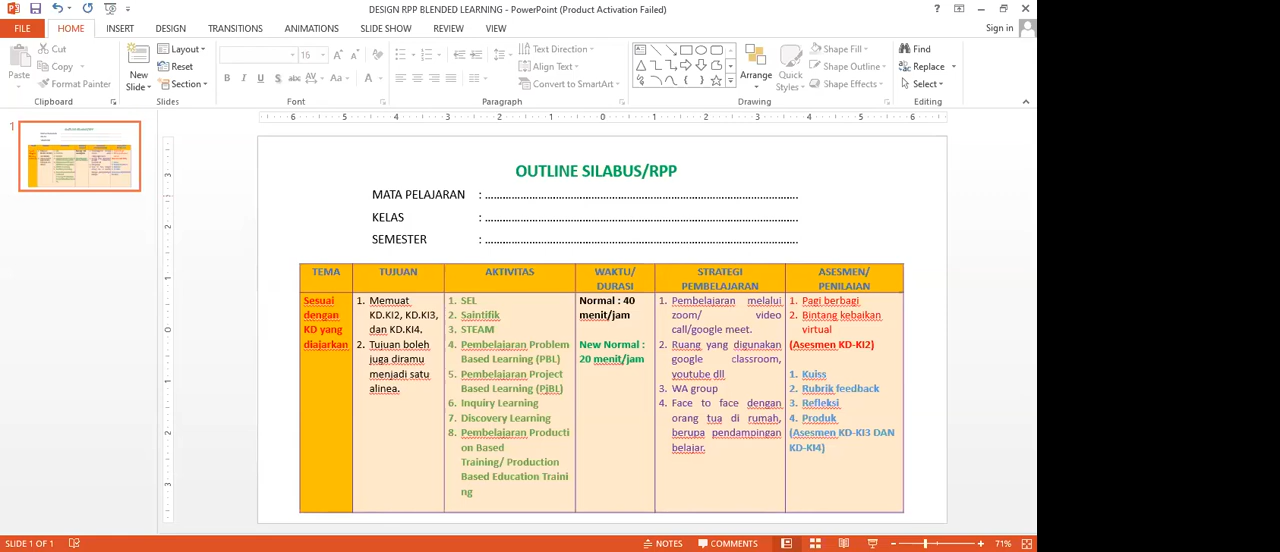 DESIGN RPP BLENDED LEARNING - PowerPoint (Product Activation Failed)
FILE HOME INSERT DESIGN TRANSITIONS ANIMATIONS SLIDE SHOW REVIEW VIEW Sign in
Paste
Cut
Copy
Format Painter
Clipboard
New
Slide
Layout
Reset
Section
Slides
16
Font
Text Direction
Align Text
Convert to SmartArt
Paragraph
Arrange
Quick
Styles
Shape Fill
Shape Outline
Shape Effects
Drawing
Find
Replace
Select
Editing
1
OUTLINE SILABUS/RPP
MATA PELAJARAN : ..........................................................................................
KELAS : ..........................................................................................
SEMESTER : ..........................................................................................
TEMA
Sesuai
dengan
KD yang
diajarkan
TUJUAN
1. Memuat
KD.KI2, KD.KI3,
dan KD.KI4.
2. Tujuan boleh
juga diramu
menjadi satu
alinea.
AKTIVITAS
1. SEL
2. Saintifik
3. STEAM
4. Pembelajaran Problem
Based Learning (PBL)
5. Pembelajaran Project
Based Learning (PjBL)
6. Inquiry Learning
7. Discovery Learning
8. Pembelajaran Producti
on Based
Training/ Production
Based Education Traini
ng
WAKTU/
DURASI
Normal : 40
menit/jam
New Normal :
20 menit/jam
STRATEGI
PEMBELAJARAN
1. Pembelajaran melalui
zoom/ video
call/google meet.
2. Ruang yang digunakan
google classroom,
youtube dll
3. WA group
4. Face to face dengan
orang tua di rumah,
berupa pendampingan
belajar.
ASESMEN/
PENILAIAN
1. Pagi berbagi
2. Bintang kebaikan
virtual
(Asesmen KD-KI2)
1. Kuiss
2. Rubrik feedback
3. Refleksi
4. Produk
(Asesmen KD-KI3 DAN
KD-KI4)
SLIDE 1 OF 1 NOTES COMMENTS 71%